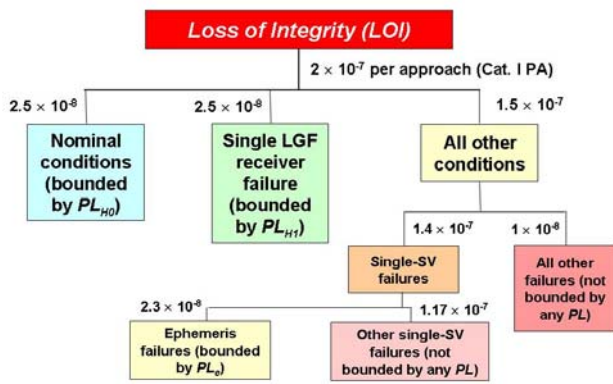 Loss of Integrity (LOI)
2 × 10⁻⁷ per approach (Cat. I PA)
2.5 × 10⁻⁸
2.5 × 10⁻⁸
1.5 × 10⁻⁷
Nominal
conditions
(bounded
by PL_H0)
Single LGF
receiver
failure
(bounded
by PL_H1)
All other
conditions
1.4 × 10⁻⁷
1 × 10⁻⁸
Single-SV
failures
All other
failures (not
bounded by
any PL)
2.3 × 10⁻⁸
1.17 × 10⁻⁷
Ephemeris
failures (bounded
by PL_e)
Other single-SV
failures (not
bounded by any PL)